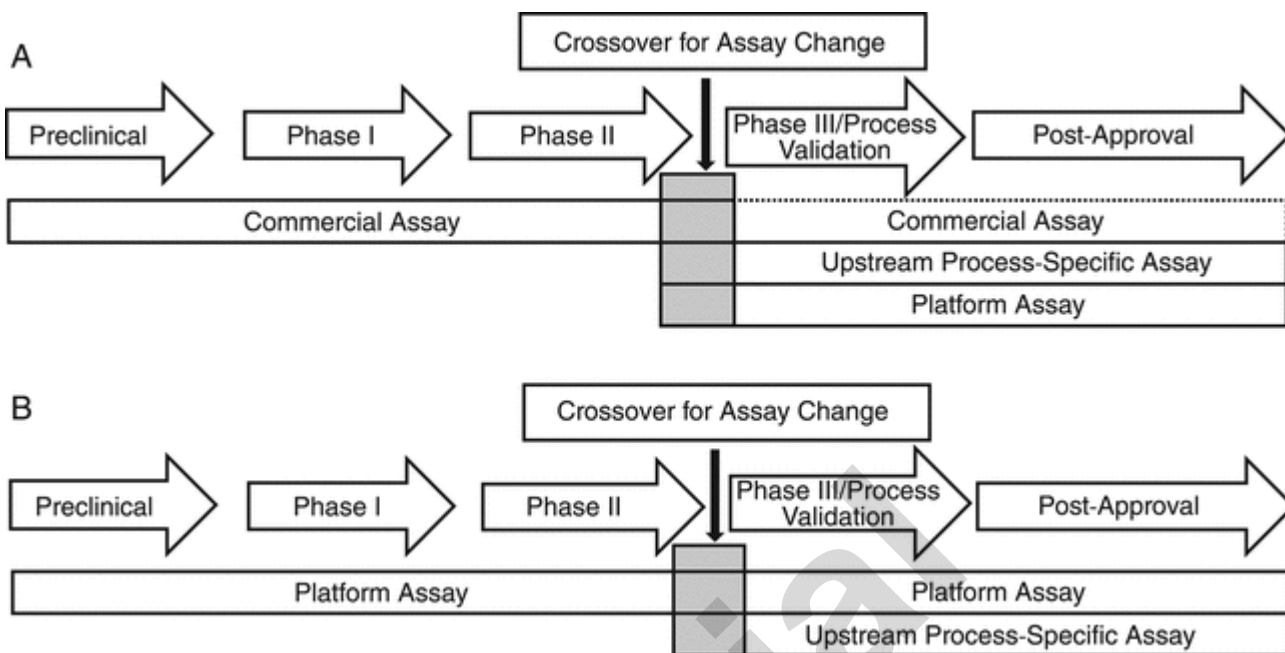 A
Crossover for Assay Change
Preclinical
Phase I
Phase II
Phase III/Process
Validation
Post-Approval
Commercial Assay
Commercial Assay
Upstream Process-Specific Assay
Platform Assay
B
Crossover for Assay Change
Preclinical
Phase I
Phase II
Phase III/Process
Validation
Post-Approval
Platform Assay
Platform Assay
Upstream Process-Specific Assay